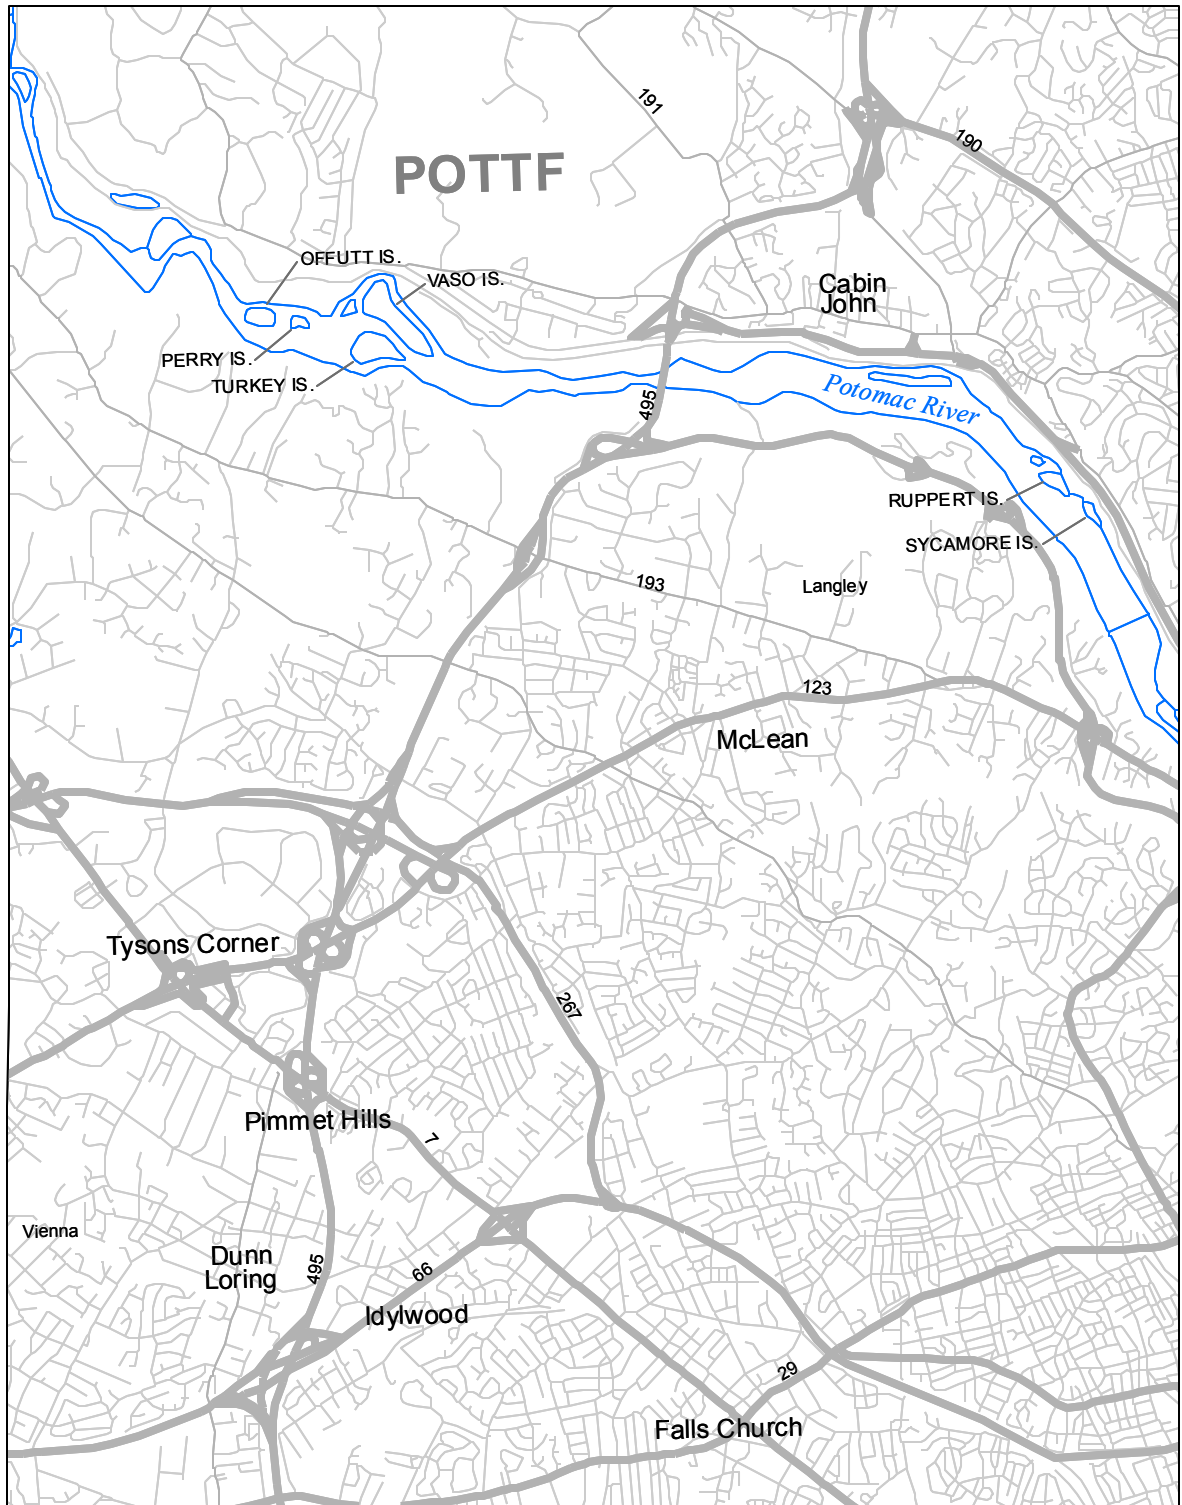 191
190
POTTF
OFFUTT IS.
VASO IS.
Cabin
John
PERRY IS.
TURKEY IS.
Potomac River
495
RUPPERT IS.
SYCAMORE IS.
193
Langley
123
McLean
Tysons Corner
267
Pimmet Hills
7
Vienna
Dunn
Loring
495
66
Idylwood
29
Falls Church